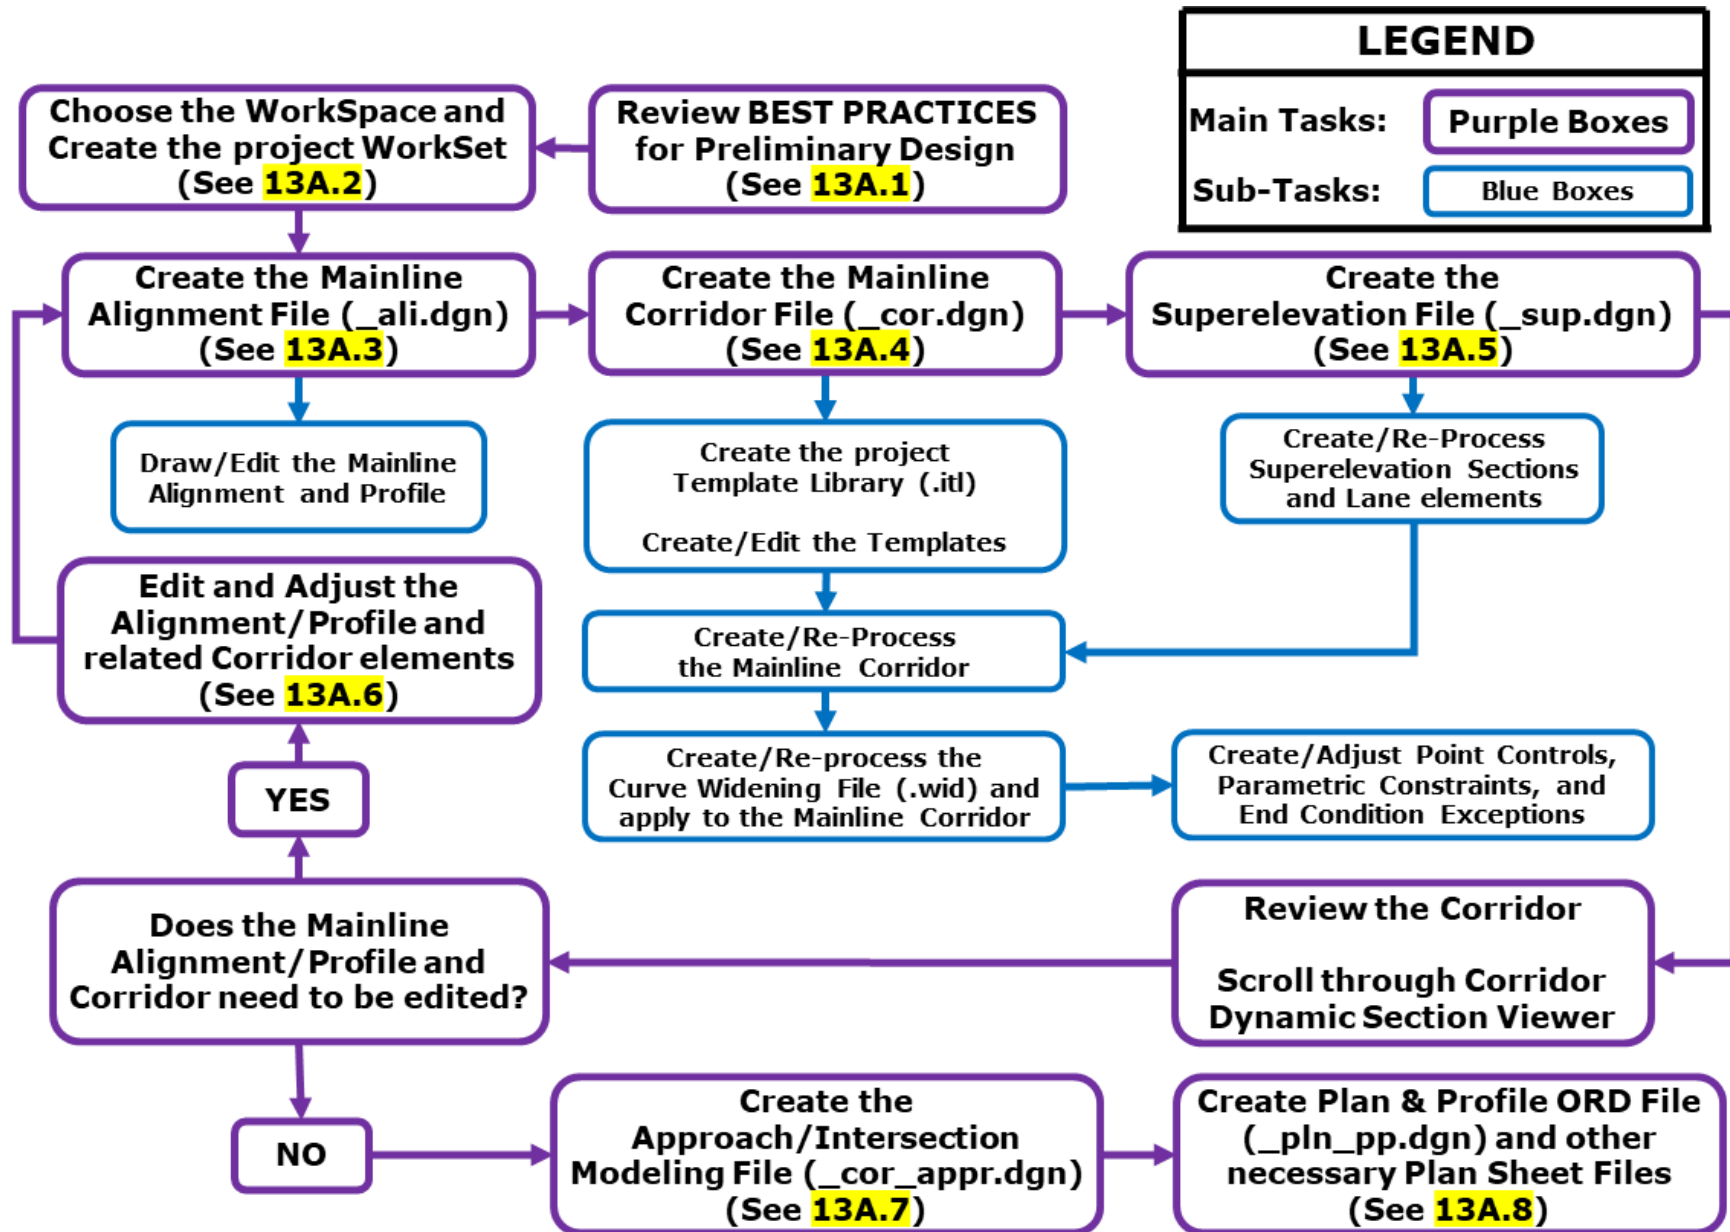 LEGEND
Main Tasks:
Purple Boxes
Sub-Tasks:
Blue Boxes
Review BEST PRACTICES
for Preliminary Design
(See 13A.1)
Choose the WorkSpace and
Create the project WorkSet
(See 13A.2)
Create the Mainline
Alignment File (_ali.dgn)
(See 13A.3)
Create the Mainline
Corridor File (_cor.dgn)
(See 13A.4)
Create the
Superelevation File (_sup.dgn)
(See 13A.5)
Draw/Edit the Mainline
Alignment and Profile
Create the project
Template Library (.itl)
Create/Edit the Templates
Create/Re-Process
Superelevation Sections
and Lane elements
Edit and Adjust the
Alignment/Profile and
related Corridor elements
(See 13A.6)
Create/Re-Process
the Mainline Corridor
Create/Re-process the
Curve Widening File (.wid) and
apply to the Mainline Corridor
Create/Adjust Point Controls,
Parametric Constraints, and
End Condition Exceptions
YES
Does the Mainline
Alignment/Profile and
Corridor need to be edited?
Review the Corridor
Scroll through Corridor
Dynamic Section Viewer
NO
Create the
Approach/Intersection
Modeling File (_cor_appr.dgn)
(See 13A.7)
Create Plan & Profile ORD File
(_pln_pp.dgn) and other
necessary Plan Sheet Files
(See 13A.8)